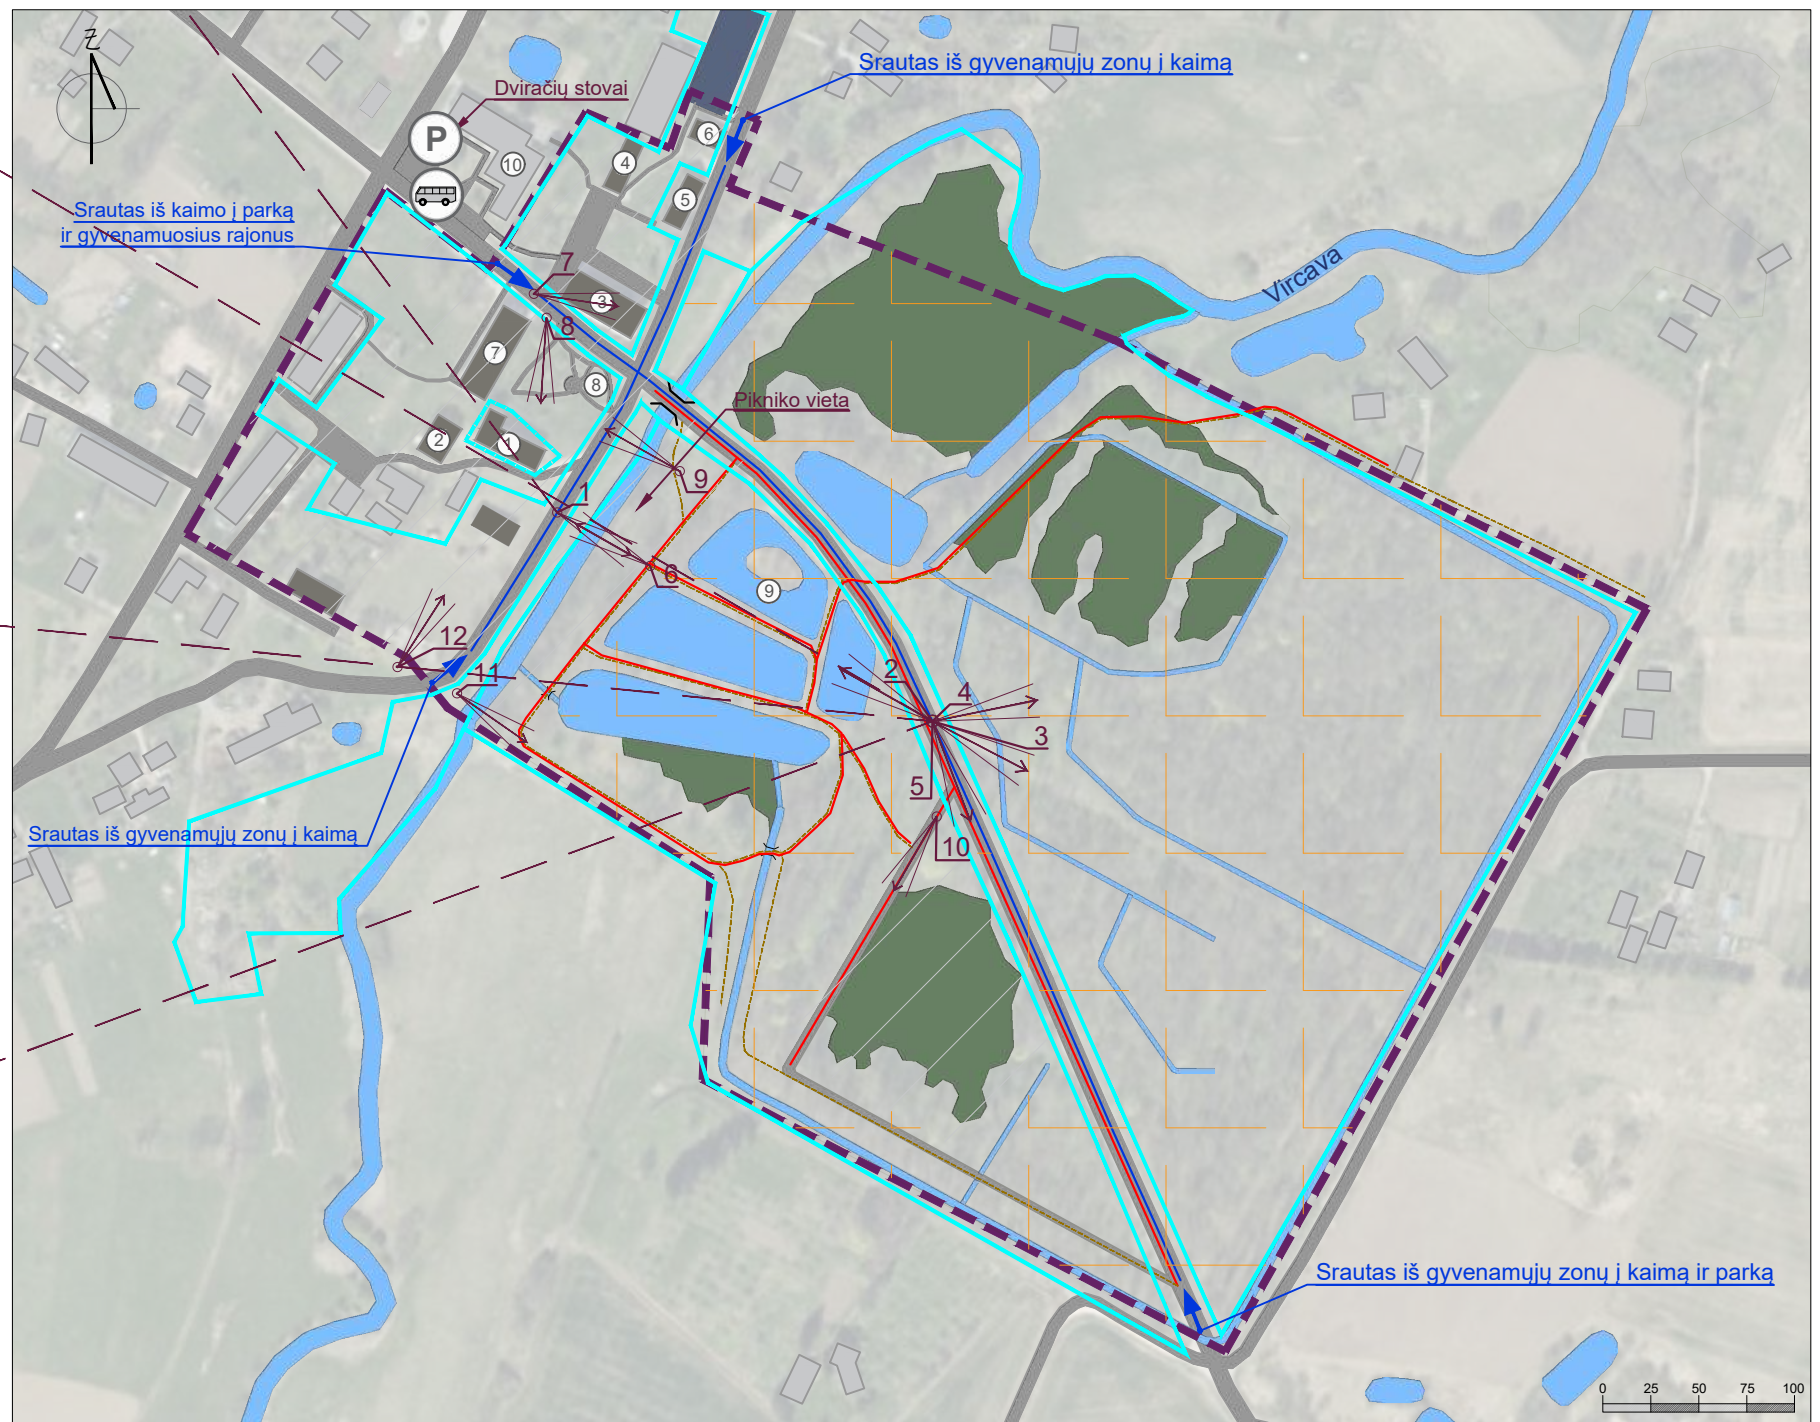 Z
Srautas iš gyvenamųjų zonų į kaimą
Dviračių stovai
P
10
4
6
5
Srautas iš kaimo į parką
ir gyvenamuosius rajonus
Vircava
7
3
8
7
8
Pikniko vieta
2
1
9
1
6
9
12
11
2
4
3
5
Srautas iš gyvenamųjų zonų į kaimą
10
Srautas iš gyvenamųjų zonų į kaimą ir parką
0 25 50 75 100